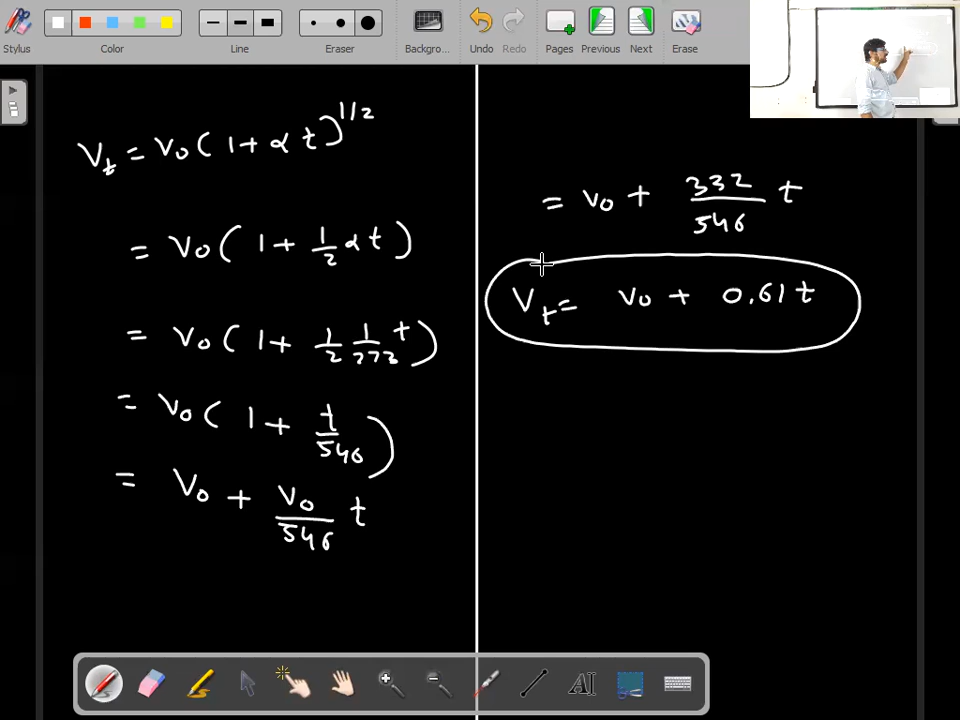 Stylus
Color
Line
Eraser
Backgro...
Undo
Redo
Pages
Previous
Next
Erase
Vt = V0 ( 1 + α t )^1/2
= V0 ( 1 + 1/2 α t )
= V0 ( 1 + 1/2 1/273 t )
= V0 ( 1 + t/546 )
= V0 + V0/546 t
= V0 + 332/546 t
Vt = V0 + 0.61 t
AI